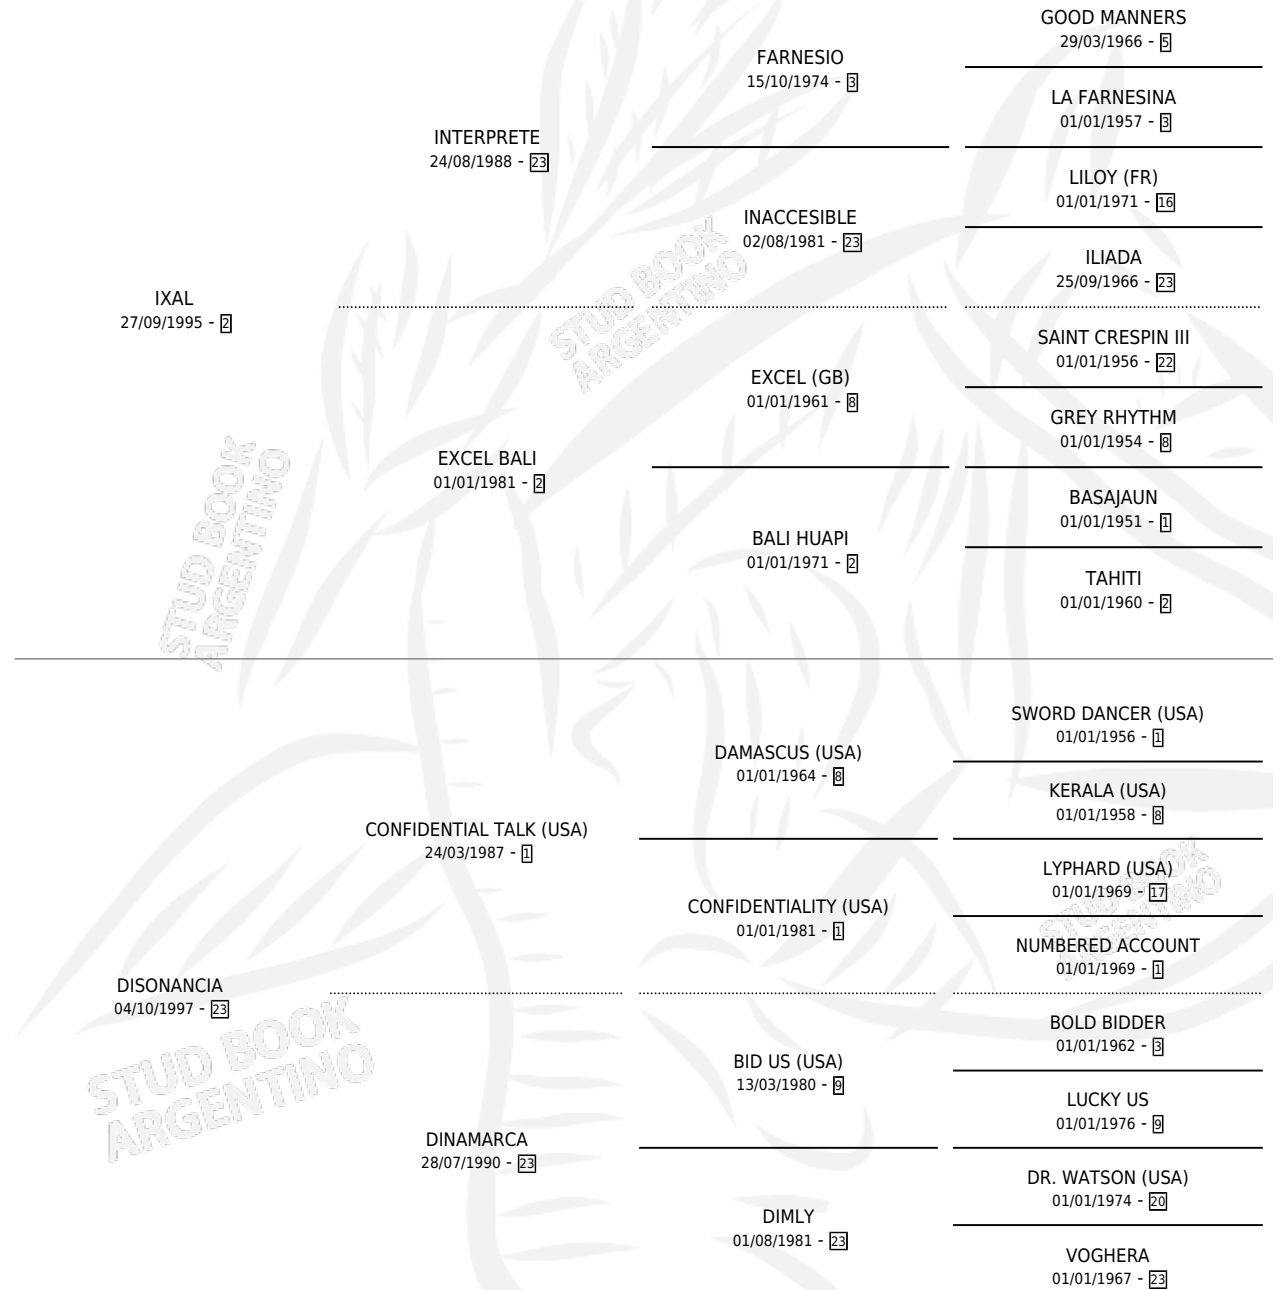 GOOD MANNERS
29/03/1966 - 5
FARNESIO
15/10/1974 - 3
LA FARNESINA
01/01/1957 - 3
INTERPRETE
24/08/1988 - 23
LILOY (FR)
01/01/1971 - 16
INACCESIBLE
02/08/1981 - 23
ILIADA
25/09/1966 - 23
IXAL
27/09/1995 - 2
SAINT CRESPIN III
01/01/1956 - 22
EXCEL (GB)
01/01/1961 - 8
GREY RHYTHM
01/01/1954 - 8
EXCEL BALI
01/01/1981 - 2
BASAJAUN
01/01/1951 - 1
BALI HUAPI
01/01/1971 - 2
TAHITI
01/01/1960 - 2
SWORD DANCER (USA)
01/01/1956 - 1
DAMASCUS (USA)
01/01/1964 - 8
KERALA (USA)
01/01/1958 - 8
CONFIDENTIAL TALK (USA)
24/03/1987 - 1
LYPHARD (USA)
01/01/1969 - 17
CONFIDENTIALITY (USA)
01/01/1981 - 1
NUMBERED ACCOUNT
01/01/1969 - 1
DISONANCIA
04/10/1997 - 23
BOLD BIDDER
01/01/1962 - 3
BID US (USA)
13/03/1980 - 9
LUCKY US
01/01/1976 - 9
DINAMARCA
28/07/1990 - 23
DR. WATSON (USA)
01/01/1974 - 20
DIMLY
01/08/1981 - 23
VOGHERA
01/01/1967 - 23
STUD BOOK
ARGENTINO
STUD BOOK
ARGENTINO
STUD BOOK
ARGENTINO
STUD BOOK
ARGENTINO